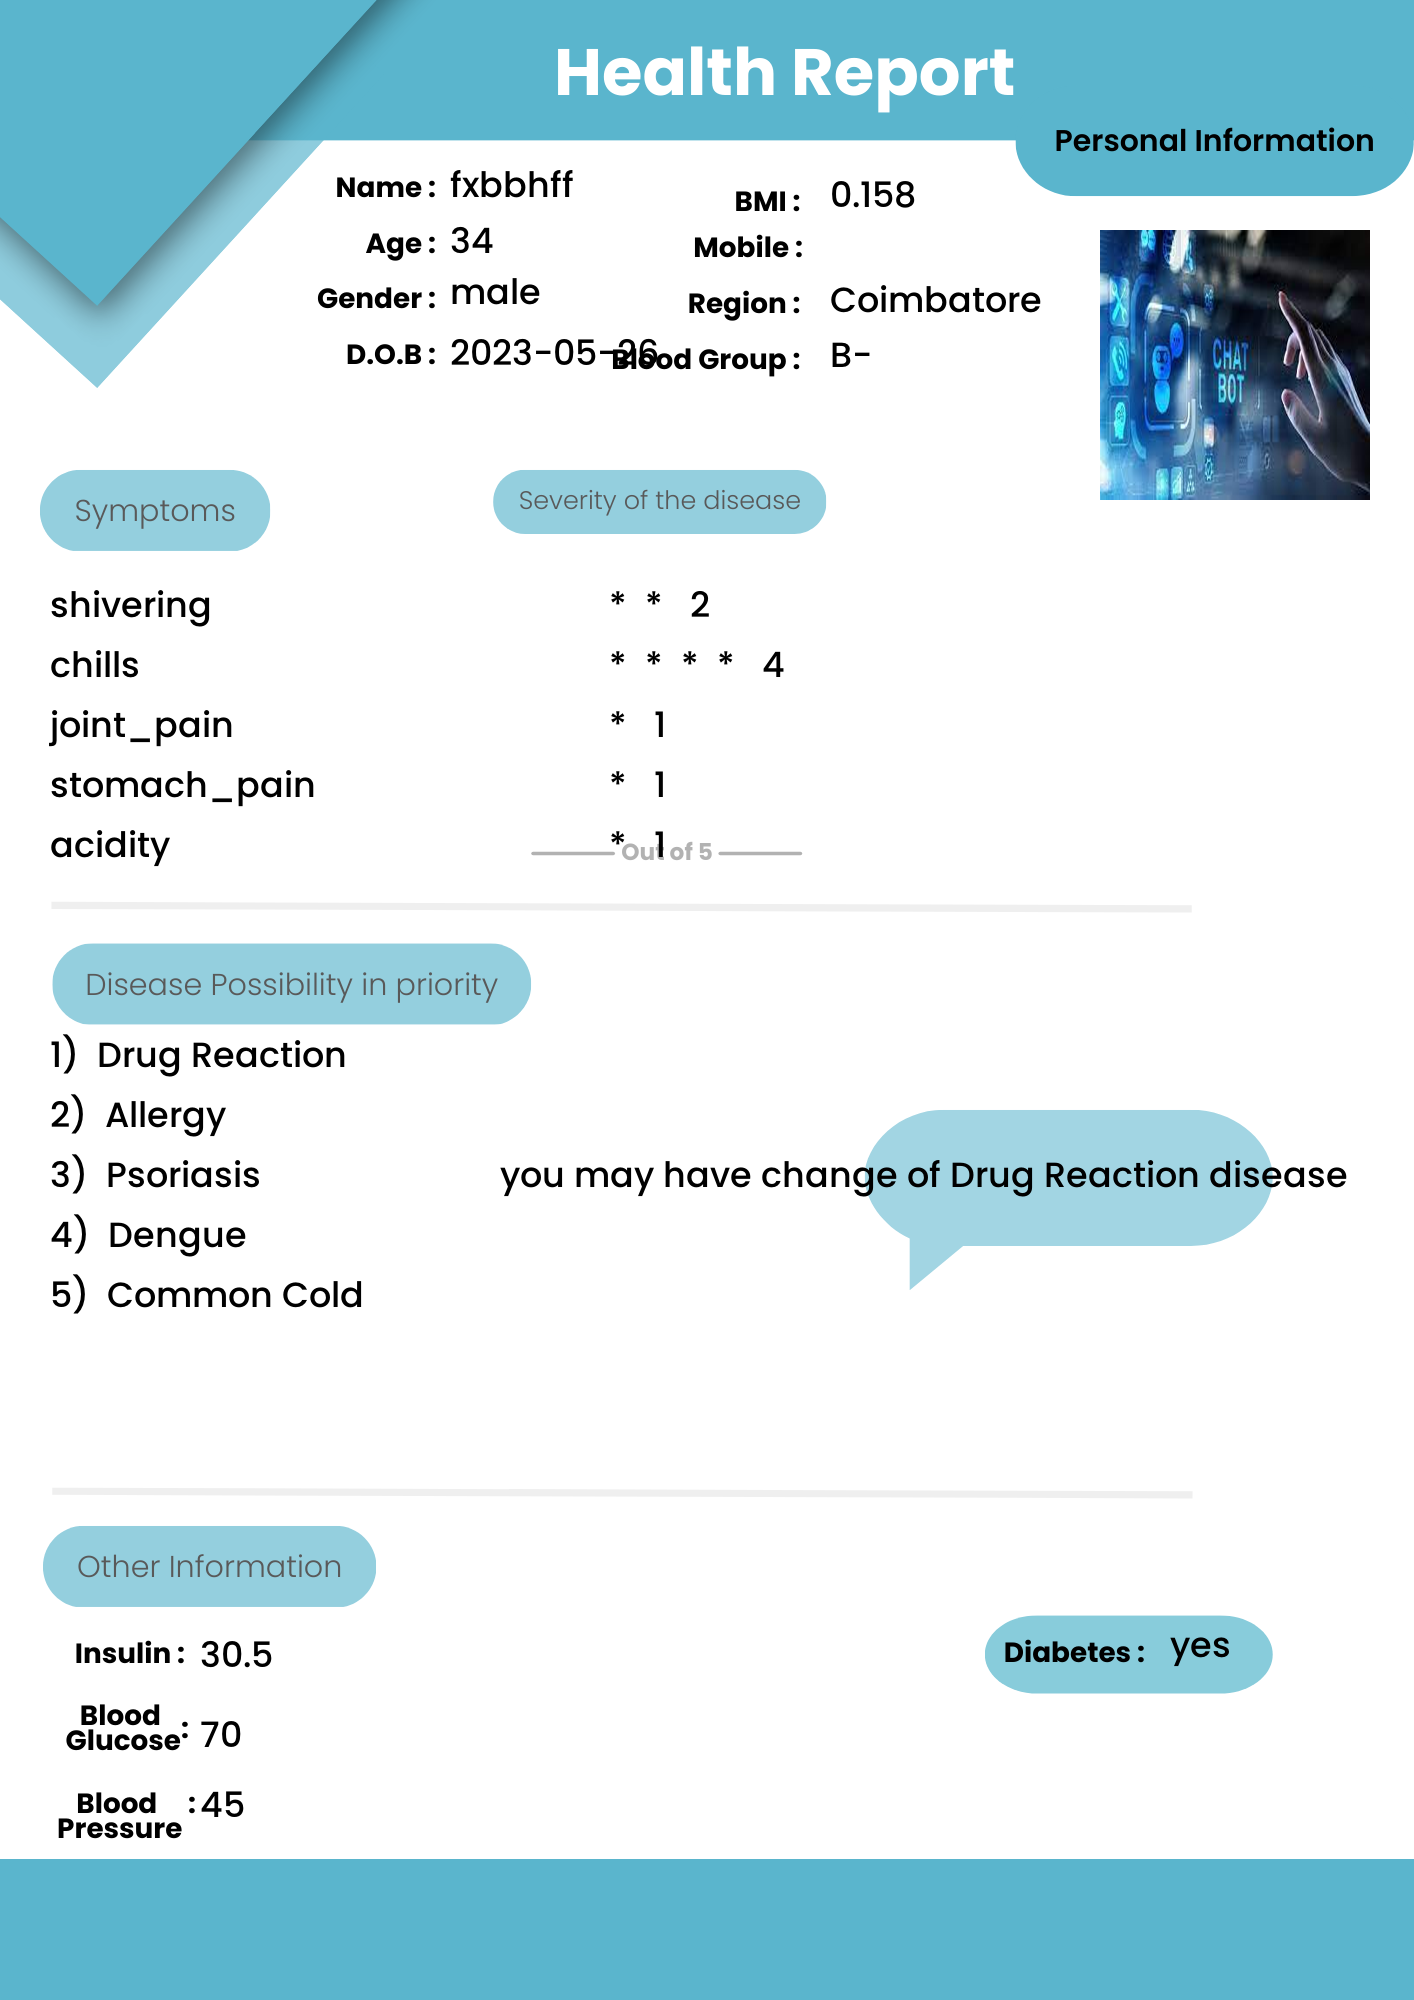 Health Report
Personal Information
Name : fxbbhff
BMI : 0.158
Age : 34
Mobile :
Gender : male
Region : Coimbatore
D.O.B : 2023-05-26
Blood Group : B-
CHAT
BOT
Symptoms
Severity of the disease
shivering * * 2
chills * * * * 4
joint_pain * 1
stomach_pain * 1
acidity * 1
Out of 5
Disease Possibility in priority
1) Drug Reaction
2) Allergy
3) Psoriasis
you may have change of Drug Reaction disease
4) Dengue
5) Common Cold
Other Information
Insulin : 30.5
Diabetes : yes
Blood
Glucose : 70
Blood
Pressure : 45